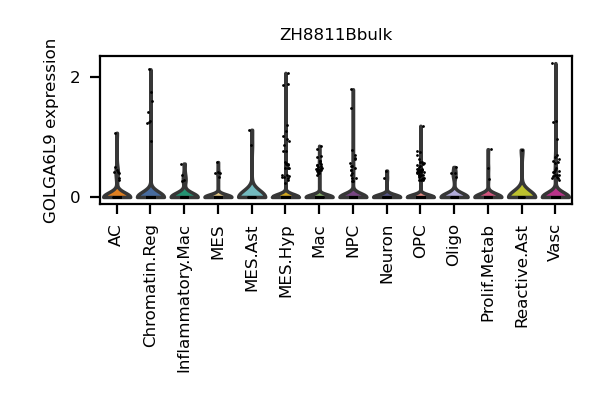 ZH8811Bbulk
GOLGA6L9 expression
2
0
AC
Chromatin.Reg
Inflammatory.Mac
MES
MES.Ast
MES.Hyp
Mac
NPC
Neuron
OPC
Oligo
Prolif.Metab
Reactive.Ast
Vasc